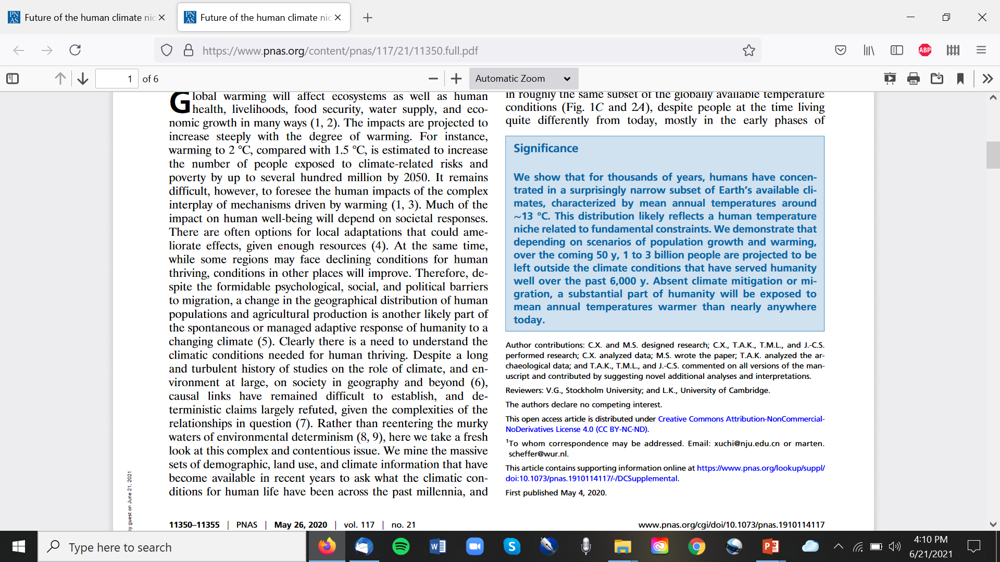 Future of the human climate nic
Future of the human climate nic
https://www.pnas.org/content/pnas/117/21/11350.full.pdf
ABP
1 of 6
Automatic Zoom
Global warming will affect ecosystems as well as human
health, livelihoods, food security, water supply, and eco-
nomic growth in many ways (1, 2). The impacts are projected to
increase steeply with the degree of warming. For instance,
warming to 2 °C, compared with 1.5 °C, is estimated to increase
the number of people exposed to climate-related risks and
poverty by up to several hundred million by 2050. It remains
difficult, however, to foresee the human impacts of the complex
interplay of mechanisms driven by warming (1, 3). Much of the
impact on human well-being will depend on societal responses.
There are often options for local adaptations that could ame-
liorate effects, given enough resources (4). At the same time,
while some regions may face declining conditions for human
thriving, conditions in other places will improve. Therefore, de-
spite the formidable psychological, social, and political barriers
to migration, a change in the geographical distribution of human
populations and agricultural production is another likely part of
the spontaneous or managed adaptive response of humanity to a
changing climate (5). Clearly there is a need to understand the
climatic conditions needed for human thriving. Despite a long
and turbulent history of studies on the role of climate, and en-
vironment at large, on society in geography and beyond (6),
causal links have remained difficult to establish, and de-
terministic claims largely refuted, given the complexities of the
relationships in question (7). Rather than reentering the murky
waters of environmental determinism (8, 9), here we take a fresh
look at this complex and contentious issue. We mine the massive
sets of demographic, land use, and climate information that have
become available in recent years to ask what the climatic con-
ditions for human life have been across the past millennia, and
in roughly the same subset of the globally available temperature
conditions (Fig. 1C and 2A), despite people at the time living
quite differently from today, mostly in the early phases of
Significance
We show that for thousands of years, humans have concen-
trated in a surprisingly narrow subset of Earth's available cli-
mates, characterized by mean annual temperatures around
~13 °C. This distribution likely reflects a human temperature
niche related to fundamental constraints. We demonstrate that
depending on scenarios of population growth and warming,
over the coming 50 y, 1 to 3 billion people are projected to be
left outside the climate conditions that have served humanity
well over the past 6,000 y. Absent climate mitigation or mi-
gration, a substantial part of humanity will be exposed to
mean annual temperatures warmer than nearly anywhere
today.
Author contributions: C.X. and M.S. designed research; C.X., T.A.K., T.M.L., and J.-C.S.
performed research; C.X. analyzed data; M.S. wrote the paper; T.A.K. analyzed the ar-
chaeological data; and T.A.K., T.M.L., and J.-C.S. commented on all versions of the man-
uscript and contributed by suggesting novel additional analyses and interpretations.
Reviewers: V.G., Stockholm University; and L.K., University of Cambridge.
The authors declare no competing interest.
This open access article is distributed under Creative Commons Attribution-NonCommercial-
NoDerivatives License 4.0 (CC BY-NC-ND).
1To whom correspondence may be addressed. Email: xuchi@nju.edu.cn or marten.
scheffer@wur.nl.
This article contains supporting information online at https://www.pnas.org/lookup/suppl/
doi:10.1073/pnas.1910114117/-/DCSupplemental.
First published May 4, 2020.
by guest on June 21, 2021
11350–11355 | PNAS | May 26, 2020 | vol. 117 | no. 21
www.pnas.org/cgi/doi/10.1073/pnas.1910114117
Type here to search
4:10 PM
6/21/2021